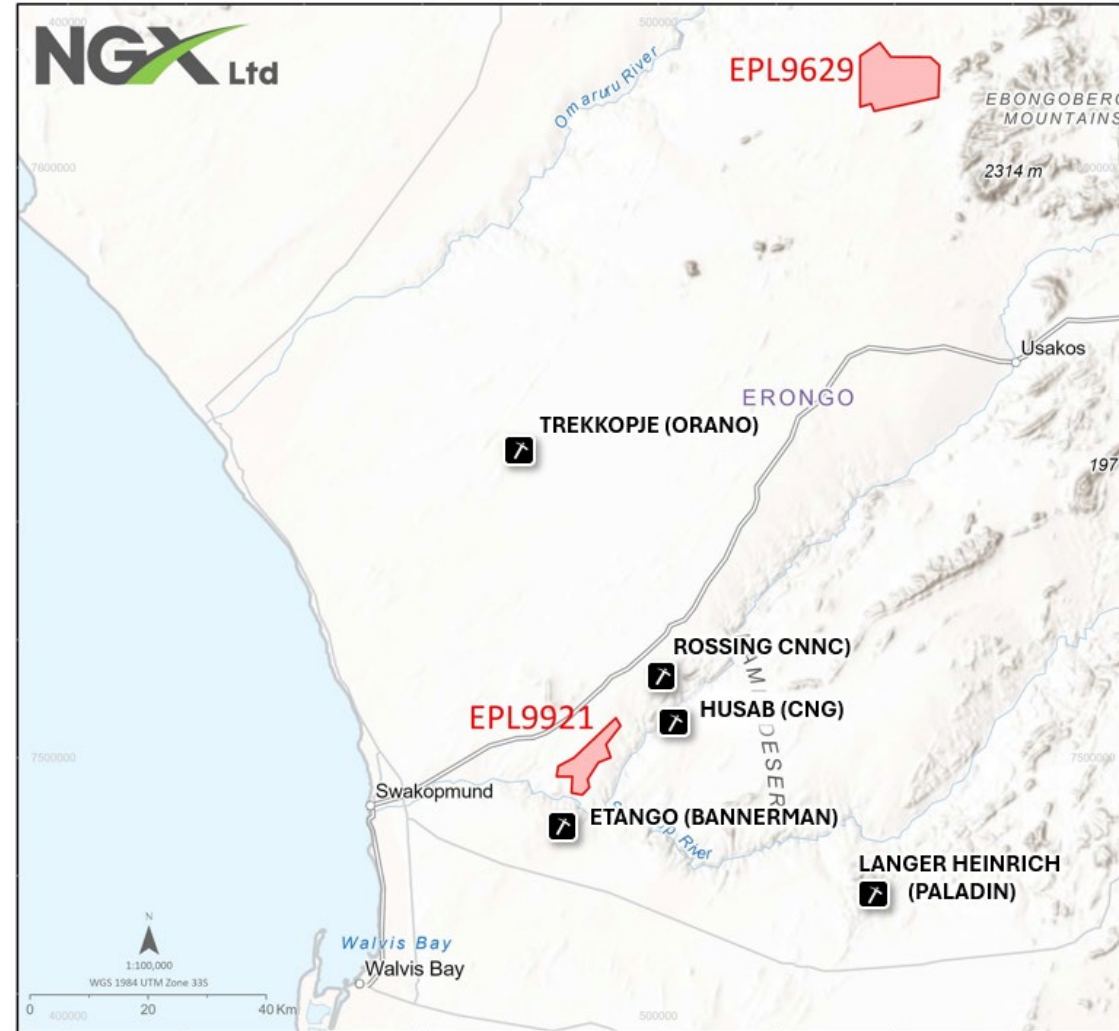 400000
500000
NGX Ltd
Omaruru River
EPL9629
EBONGOBERG
MOUNTAINS
7600000
2314 m
Usakos
ERONGO
TREKKOPJE (ORANO)
197
ROSSING CNNC)
HUSAB (CNG)
EPL9921
7500000
7500000
Swakopmund
ETANGO (BANNERMAN)
River
LANGER HEINRICH
(PALADIN)
N
1:100,000
WGS 1984 UTM Zone 33S
Walvis Bay
Walvis Bay
0 20 40 Km
400000
500000